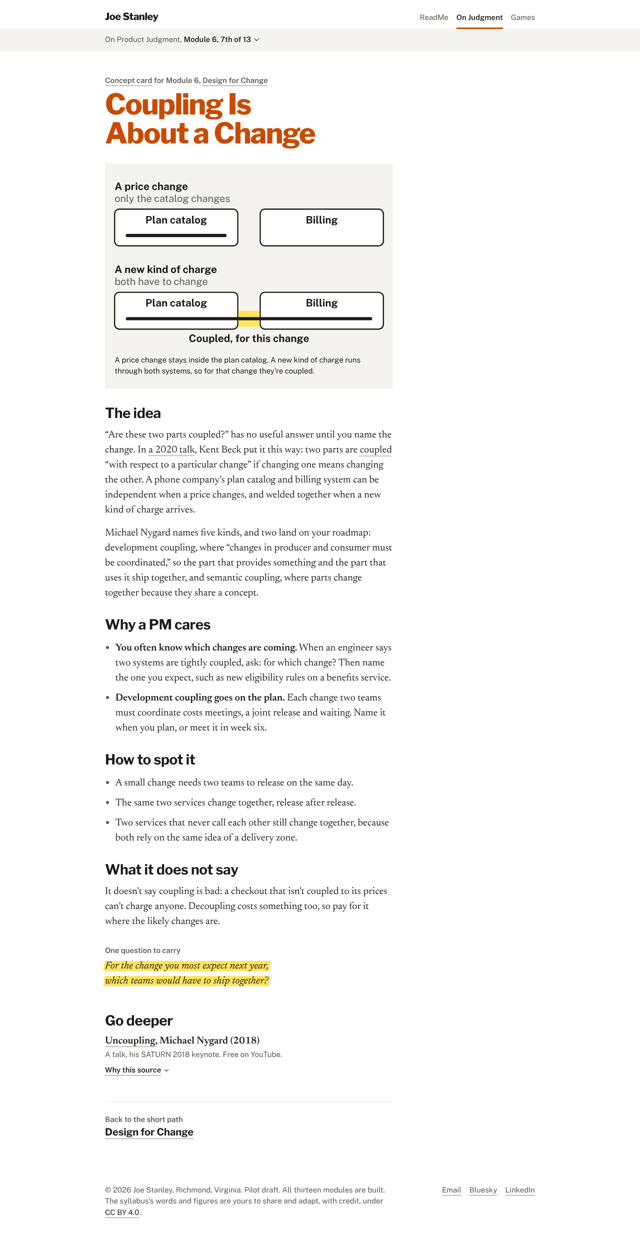 Joe Stanley
ReadMe On Judgment Games
On Product Judgment, Module 6, 7th of 13
Concept card for Module 6, Design for Change
Coupling Is
About a Change
A price change
only the catalog changes
Plan catalog Billing
A new kind of charge
both have to change
Plan catalog Billing
Coupled, for this change
A price change stays inside the plan catalog. A new kind of charge runs
through both systems, so for that change they're coupled.
The idea
“Are these two parts coupled?” has no useful answer until you name the
change. In a 2020 talk, Kent Beck put it this way: two parts are coupled
“with respect to a particular change” if changing one means changing
the other. A phone company’s plan catalog and billing system can be
independent when a price changes, and welded together when a new
kind of charge arrives.
Michael Nygard names five kinds, and two land on your roadmap:
development coupling, where “changes in producer and consumer must
be coordinated,” so the part that provides something and the part that
uses it ship together, and semantic coupling, where parts change
together because they share a concept.
Why a PM cares
• You often know which changes are coming. When an engineer says
two systems are tightly coupled, ask: for which change? Then name
the one you expect, such as new eligibility rules on a benefits service.
• Development coupling goes on the plan. Each change two teams
must coordinate costs meetings, a joint release and waiting. Name it
when you plan, or meet it in week six.
How to spot it
• A small change needs two teams to release on the same day.
• The same two services change together, release after release.
• Two services that never call each other still change together, because
both rely on the same idea of a delivery zone.
What it does not say
It doesn’t say coupling is bad: a checkout that isn’t coupled to its prices
can’t charge anyone. Decoupling costs something too, so pay for it
where the likely changes are.
One question to carry
For the change you most expect next year,
which teams would have to ship together?
Go deeper
Uncoupling, Michael Nygard (2018)
A talk, his SATURN 2018 keynote. Free on YouTube.
Why this source
Back to the short path
Design for Change
© 2026 Joe Stanley, Richmond, Virginia. Pilot draft. All thirteen modules are built.
The syllabus's words and figures are yours to share and adapt, with credit, under
CC BY 4.0.
Email Bluesky LinkedIn